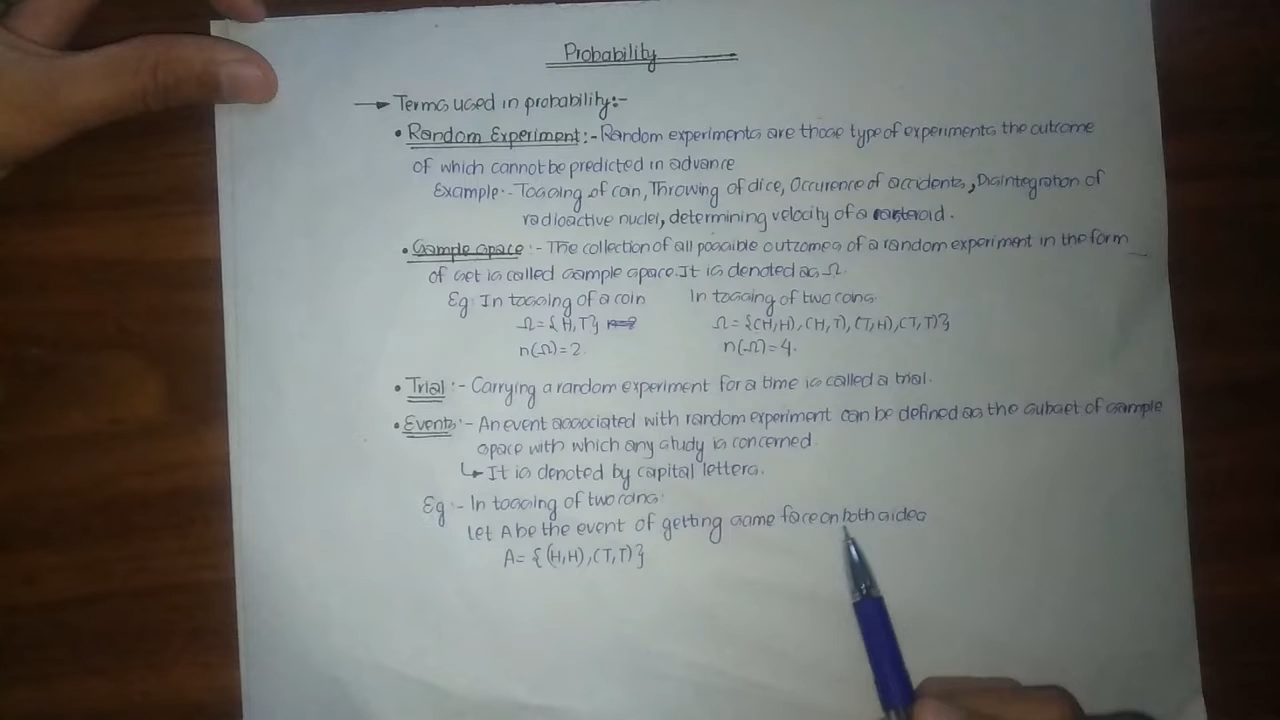 Probability
→ Terms used in probability:-
• Random Experiment:- Random experiments are those type of experiments the outcome
of which cannot be predicted in advance
Example:- Tossing of coin, Throwing of dice, Occurence of accidents, Disintegration of
radioactive nuclei, determining velocity of a asteroid.
• Sample space:- The collection of all possible outcomes of a random experiment in the form
of set is called sample space. It is denoted as Ω.
Eg: In tossing of a coin
Ω = {H,T}
n(Ω)=2.
In tossing of two coins.
Ω = {(H,H),(H,T),(T,H),(T,T)}
n(Ω)=4.
• Trial:- Carrying a random experiment for a time is called a trial.
• Events:- An event associated with random experiment can be defined as the subset of sample
space with which any study is concerned.
↳ It is denoted by capital letters.
Eg:- In tossing of two coins.
Let A be the event of getting same face on both sides
A= {(H,H),(T,T)}